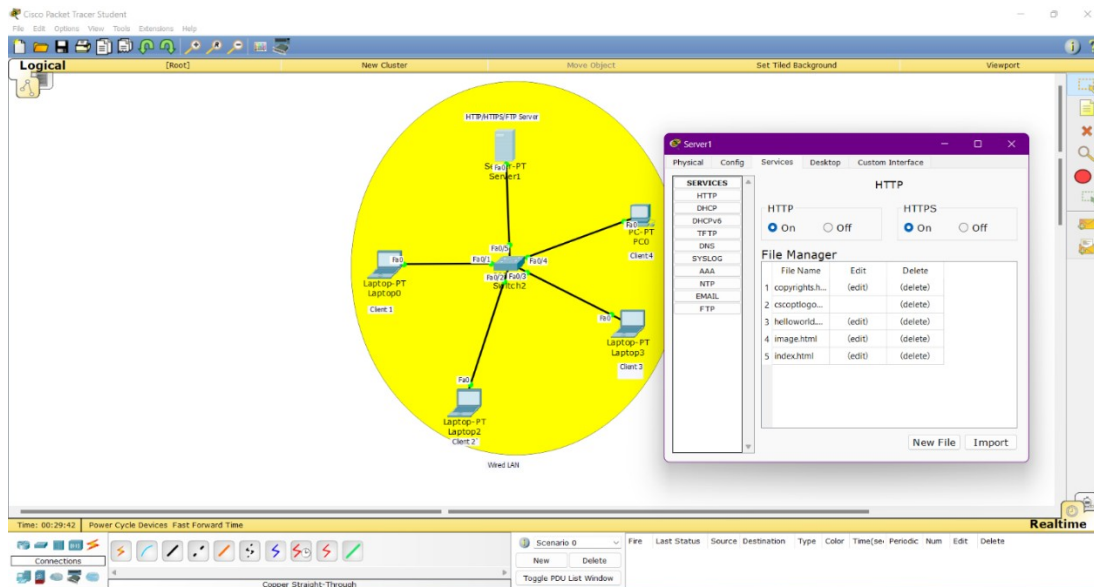 Cisco Packet Tracer Student
File Edit Options View Tools Extensions Help
Logical [Root] New Cluster Move Object Set Tiled Background Viewport
HTTP/HTTPS/FTP Server
Fa0
Server1
Fa0
PC-PT
PC0
Client4
Fa0/5
Fa0/1 Fa0/4
Fa0/2 Fa0/3
Switch2
Fa0
Laptop-PT
Laptop0
Client 1
Fa0
Laptop-PT
Laptop3
Client 3
Fa0
Laptop-PT
Laptop2
Client 2
Wired LAN
Server1
Physical Config Services Desktop Custom Interface
SERVICES
HTTP
DHCP
DHCPv6
TFTP
DNS
SYSLOG
AAA
NTP
EMAIL
FTP
HTTP
HTTP HTTPS
On Off On Off
File Manager
File Name Edit Delete
1 copyrights.h... (edit) (delete)
2 cscoptlogo... (delete)
3 helloworld.... (edit) (delete)
4 image.html (edit) (delete)
5 index.html (edit) (delete)
New File Import
Time: 00:29:42 Power Cycle Devices Fast Forward Time Realtime
Connections
Copper Straight-Through
Scenario 0
New Delete
Toggle PDU List Window
Fire Last Status Source Destination Type Color Time(sec Periodic Num Edit Delete